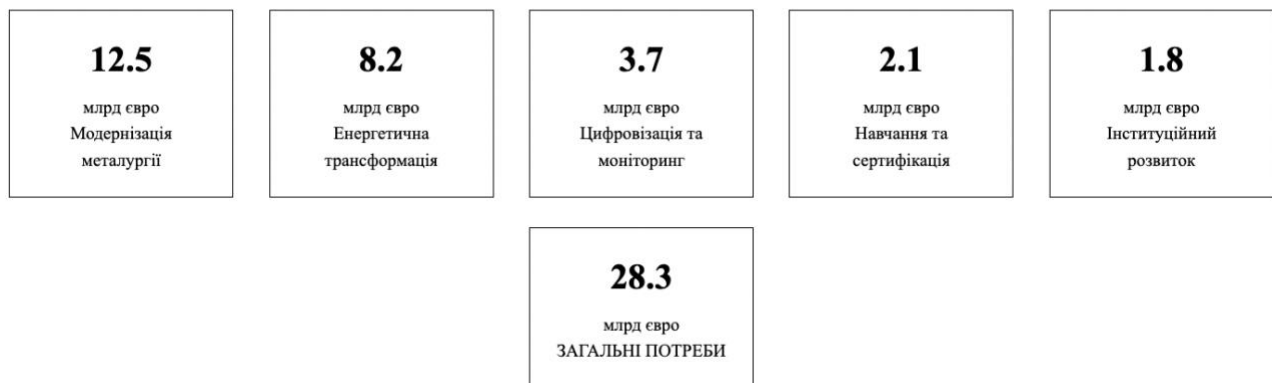 12.5
млрд євро
Модернізація
металургії
8.2
млрд євро
Енергетична
трансформація
3.7
млрд євро
Цифровізація та
моніторинг
2.1
млрд євро
Навчання та
сертифікація
1.8
млрд євро
Інституційний
розвиток
28.3
млрд євро
ЗАГАЛЬНІ ПОТРЕБИ